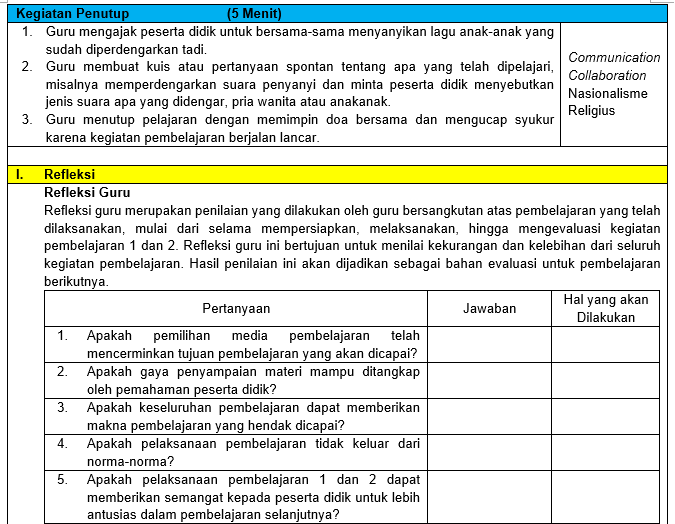 Kegiatan Penutup (5 Menit)
1. Guru mengajak peserta didik untuk bersama-sama menyanyikan lagu anak-anak yang
sudah diperdengarkan tadi.
2. Guru membuat kuis atau pertanyaan spontan tentang apa yang telah dipelajari,
misalnya memperdengarkan suara penyanyi dan minta peserta didik menyebutkan
jenis suara apa yang didengar, pria wanita atau anakanak.
3. Guru menutup pelajaran dengan memimpin doa bersama dan mengucap syukur
karena kegiatan pembelajaran berjalan lancar.
Communication
Collaboration
Nasionalisme
Religius
I. Refleksi
Refleksi Guru
Refleksi guru merupakan penilaian yang dilakukan oleh guru bersangkutan atas pembelajaran yang telah
dilaksanakan, mulai dari selama mempersiapkan, melaksanakan, hingga mengevaluasi kegiatan
pembelajaran 1 dan 2. Refleksi guru ini bertujuan untuk menilai kekurangan dan kelebihan dari seluruh
kegiatan pembelajaran. Hasil penilaian ini akan dijadikan sebagai bahan evaluasi untuk pembelajaran
berikutnya.
Pertanyaan
Jawaban
Hal yang akan
Dilakukan
1. Apakah pemilihan media pembelajaran telah
mencerminkan tujuan pembelajaran yang akan dicapai?
2. Apakah gaya penyampaian materi mampu ditangkap
oleh pemahaman peserta didik?
3. Apakah keseluruhan pembelajaran dapat memberikan
makna pembelajaran yang hendak dicapai?
4. Apakah pelaksanaan pembelajaran tidak keluar dari
norma-norma?
5. Apakah pelaksanaan pembelajaran 1 dan 2 dapat
memberikan semangat kepada peserta didik untuk lebih
antusias dalam pembelajaran selanjutnya?